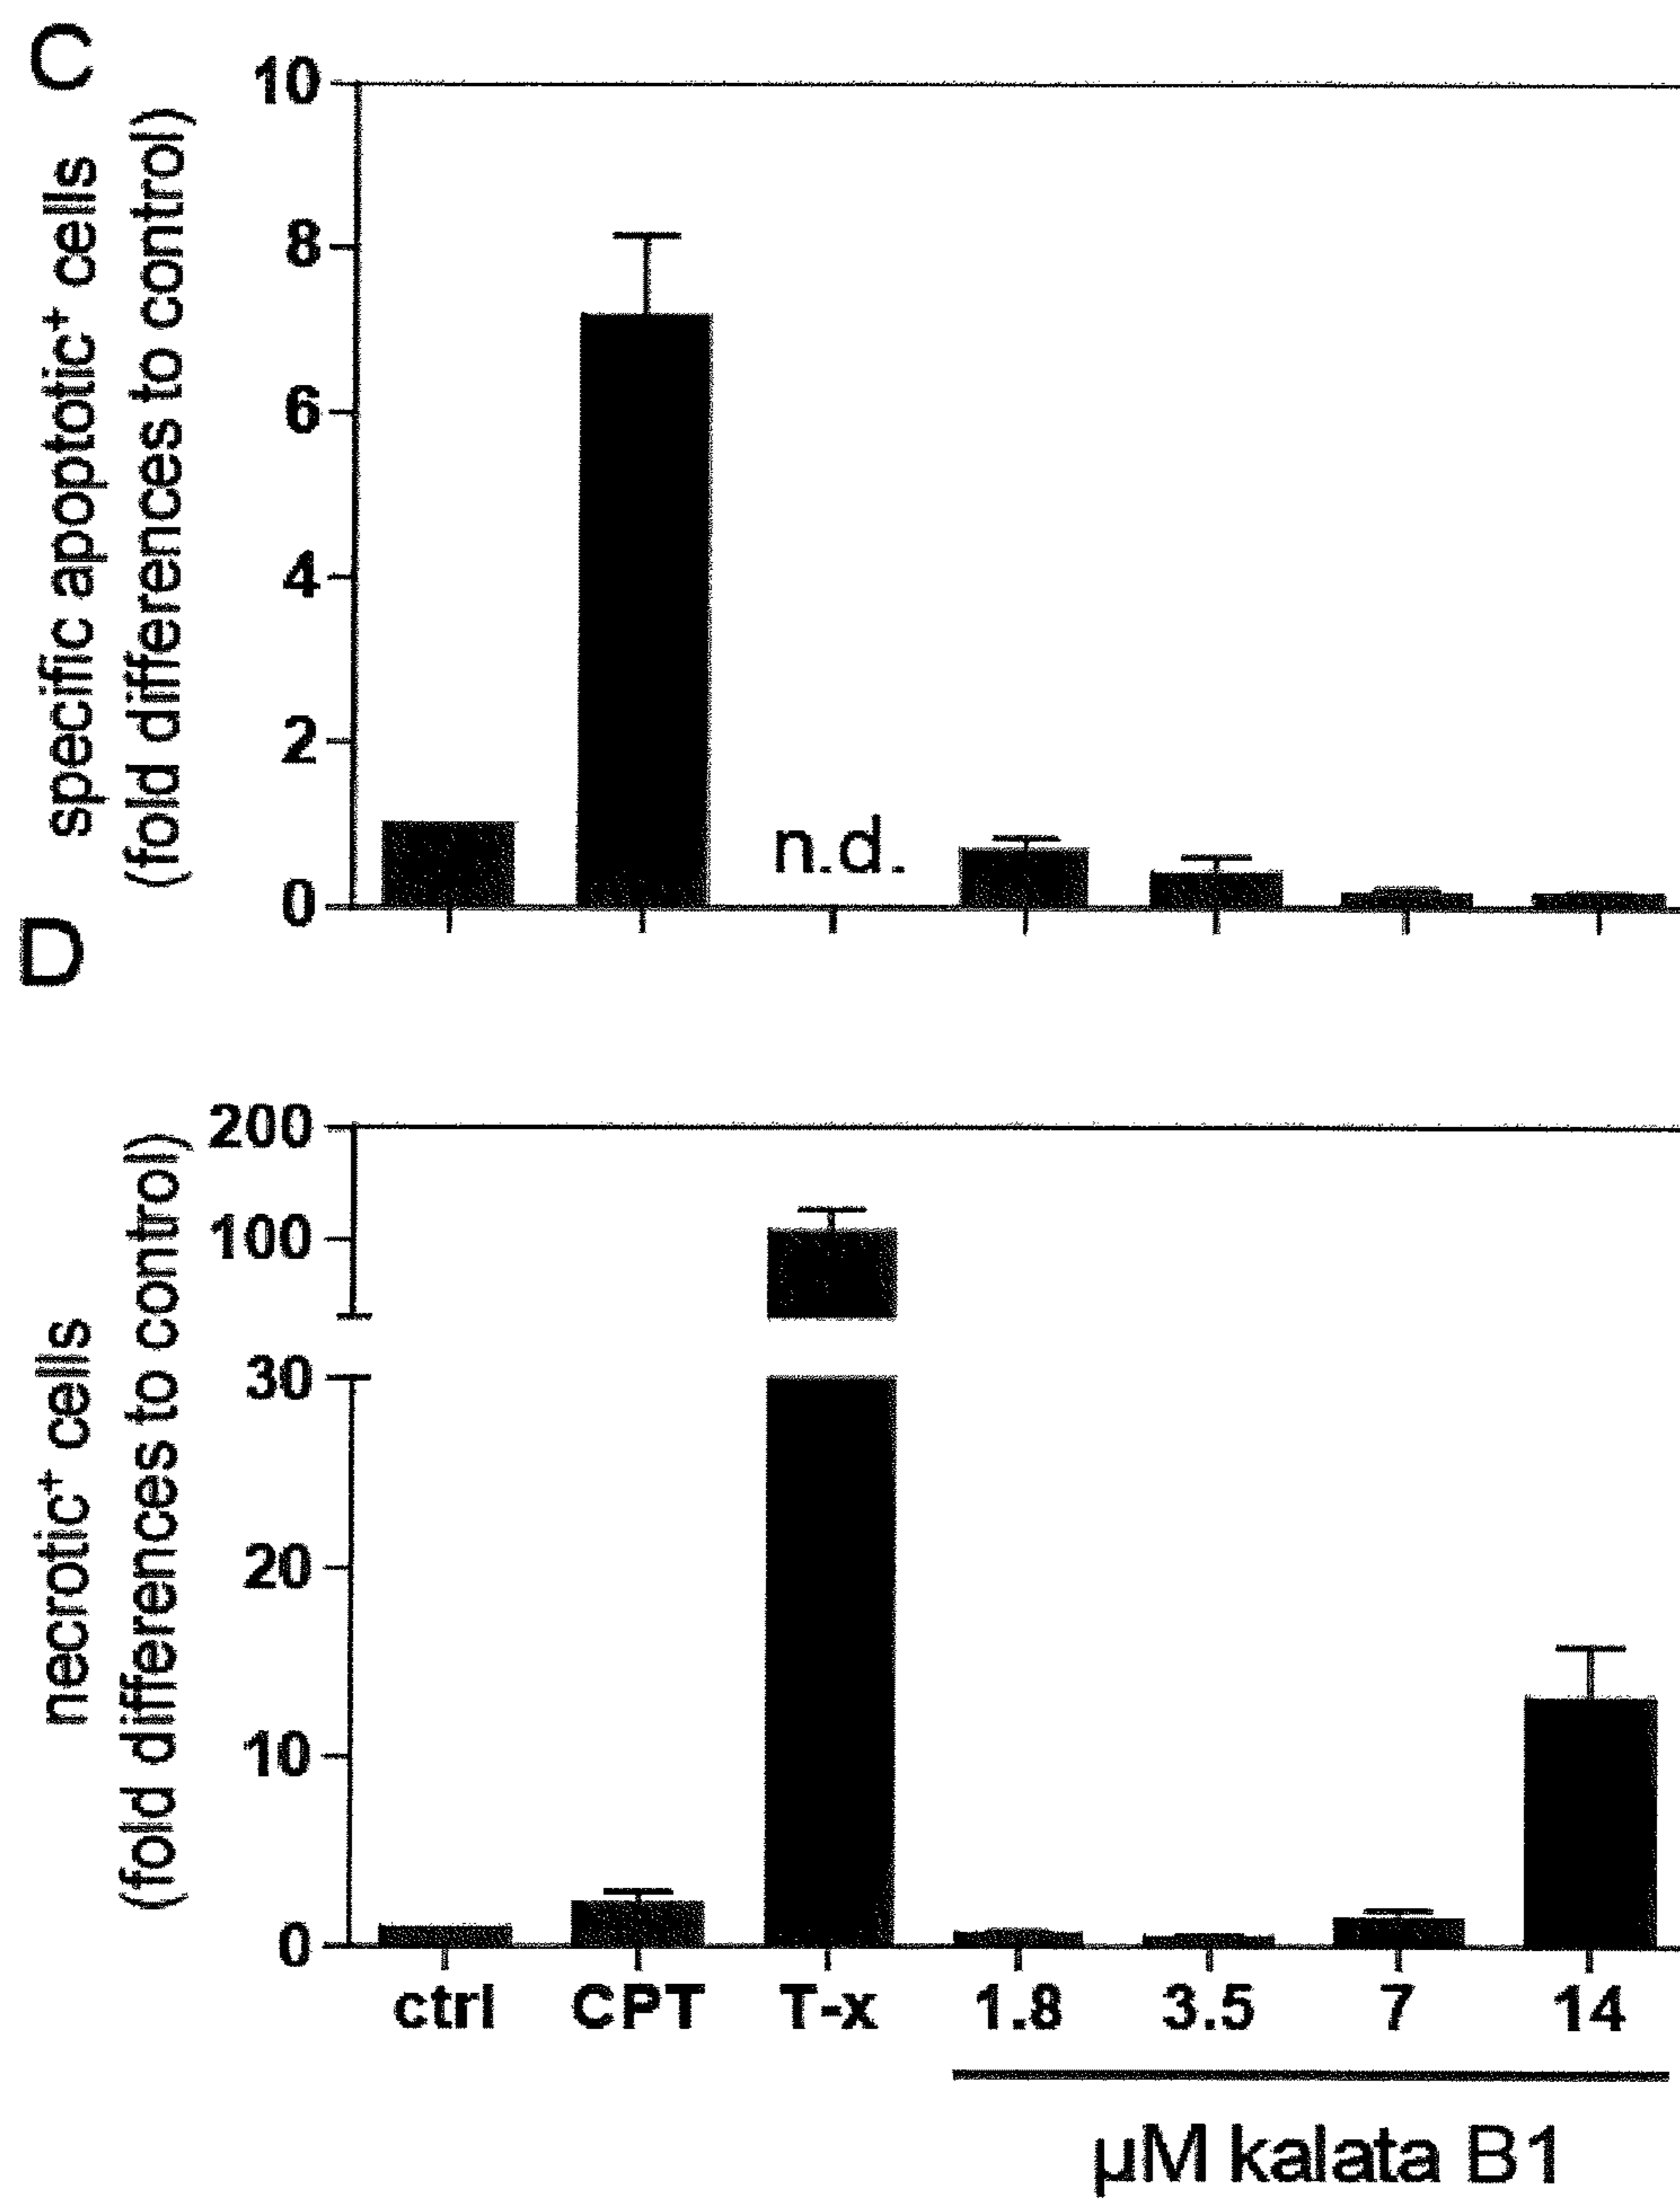 C
specific apoptotic⁺ cells
(fold differences to control)
10
8
6
4
2
0
n.d.
D
necrotic⁺ cells
(fold differences to control)
200
100
30
20
10
0
ctrl CPT T-x 1.8 3.5 7 14
µM kalata B1